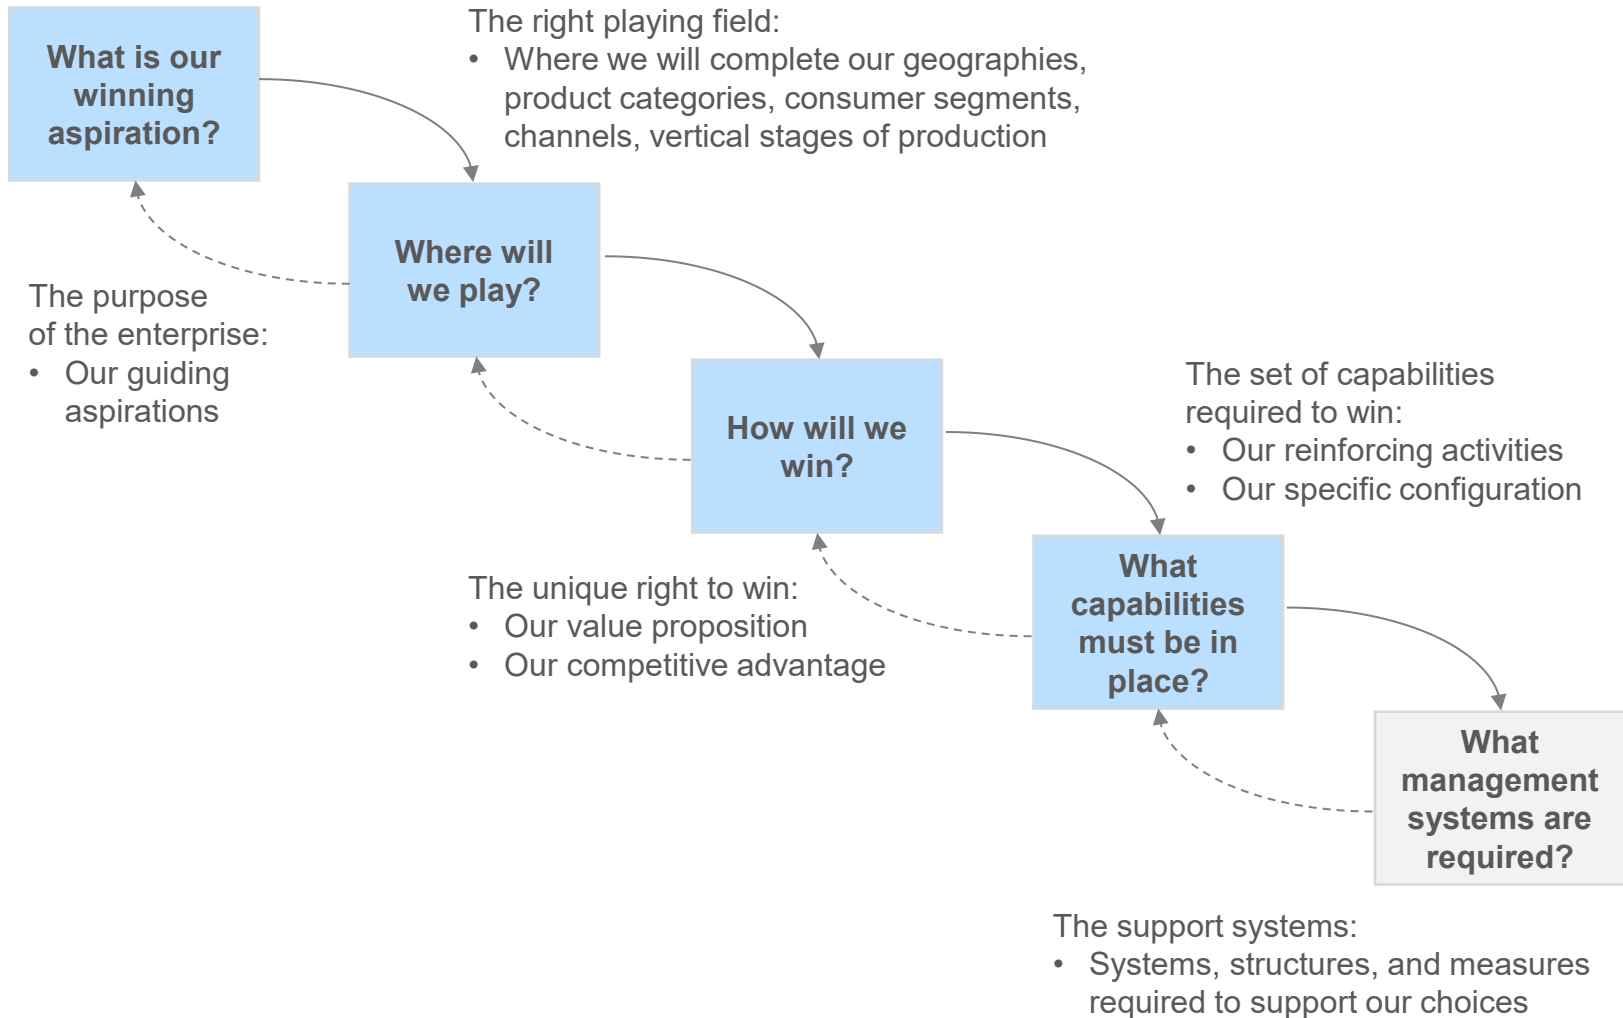 What is our
winning
aspiration?
The right playing field:
• Where we will complete our geographies,
product categories, consumer segments,
channels, vertical stages of production
Where will
we play?
The purpose
of the enterprise:
• Our guiding
aspirations
How will we
win?
The set of capabilities
required to win:
• Our reinforcing activities
• Our specific configuration
The unique right to win:
• Our value proposition
• Our competitive advantage
What
capabilities
must be in
place?
What
management
systems are
required?
The support systems:
• Systems, structures, and measures
required to support our choices